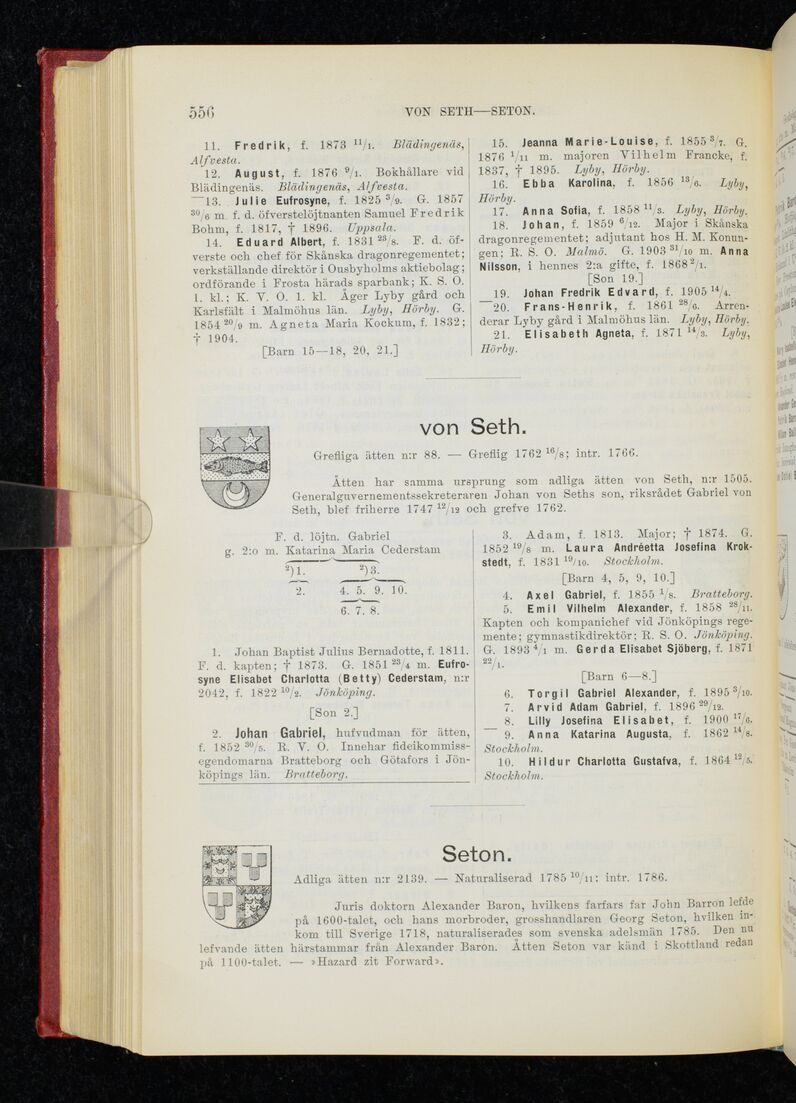 556
VON SETH—SETON.
11. Fredrik, f. 1873 11/1. Blädingenäs,
Alfvesta.
12. August, f. 1876 9/1. Bokhållare vid
Blädingenäs. Blädingenäs, Alfvesta.
13. Julie Eufrosyne, f. 1825 3/9. G. 1857
30/6 m. f. d. öfverstelöjtnanten Samuel Fredrik
Bohm, f. 1817, † 1896. Uppsala.
14. Eduard Albert, f. 1831 23/8. F. d. öf-
verste och chef för Skånska dragonregementet;
verkställande direktör i Ousbyholms aktiebolag;
ordförande i Frosta härads sparbank; K. S. O.
1. kl.; K. V. O. 1. kl. Äger Lyby gård och
Karlsfält i Malmöhus län. Lyby, Hörby. G.
1854 20/9 m. Agneta Maria Kockum, f. 1832;
† 1904.
[Barn 15—18, 20, 21.]
15. Jeanna Marie-Louise, f. 1855 3/7. G.
1876 1/11 m. majoren Vilhelm Francke, f.
1837, † 1895. Lyby, Hörby.
16. Ebba Karolina, f. 1856 13/6. Lyby,
Hörby.
17. Anna Sofia, f. 1858 11/3. Lyby, Hörby.
18. Johan, f. 1859 6/12. Major i Skånska
dragonregementet; adjutant hos H. M. Konun-
gen; R. S. O. Malmö. G. 1903 31/10 m. Anna
Nilsson, i hennes 2:a gifte, f. 1868 2/1.
[Son 19.]
19. Johan Fredrik Edvard, f. 1905 14/4.
20. Frans-Henrik, f. 1861 28/6. Arren-
derar Lyby gård i Malmöhus län. Lyby, Hörby.
21. Elisabeth Agneta, f. 1871 14/3. Lyby,
Hörby.
von Seth.
Grefliga ätten n:r 88. — Greflig 1762 16/8; intr. 1766.
Ätten har samma ursprung som adliga ätten von Seth, n:r 1505.
Generalguvernementssekreteraren Johan von Seths son, riksrådet Gabriel von
Seth, blef friherre 1747 12/12 och grefve 1762.
F. d. löjtn. Gabriel
g. 2:o m. Katarina Maria Cederstam
2)1. 2)3.
2. 4. 5. 9. 10.
6. 7. 8.
1. Johan Baptist Julius Bernadotte, f. 1811.
F. d. kapten; † 1873. G. 1851 23/4 m. Eufro-
syne Elisabet Charlotta (Betty) Cederstam, n:r
2042, f. 1822 10/2. Jönköping.
[Son 2.]
2. Johan Gabriel, hufvudman för ätten,
f. 1852 30/5. R. V. O. Innehar fideikommiss-
egendomarna Bratteborg och Götafors i Jön-
köpings län. Bratteborg.
3. Adam, f. 1813. Major; † 1874. G.
1852 19/8 m. Laura Andréetta Josefina Krok-
stedt, f. 1831 19/10. Stockholm.
[Barn 4, 5, 9, 10.]
4. Axel Gabriel, f. 1855 1/8. Bratteborg.
5. Emil Vilhelm Alexander, f. 1858 28/11.
Kapten och kompanichef vid Jönköpings rege-
mente; gymnastikdirektör; R. S. O. Jönköping.
G. 1893 4/1 m. Gerda Elisabet Sjöberg, f. 1871
22/1.
[Barn 6—8.]
6. Torgil Gabriel Alexander, f. 1895 3/10.
7. Arvid Adam Gabriel, f. 1896 29/12.
8. Lilly Josefina Elisabet, f. 1900 17/6.
9. Anna Katarina Augusta, f. 1862 14/8.
Stockholm.
10. Hildur Charlotta Gustafva, f. 1864 12/5.
Stockholm.
Seton.
Adliga ätten n:r 2139. — Naturaliserad 1785 10/11; intr. 1786.
Juris doktorn Alexander Baron, hvilkens farfars far John Barron lefde
på 1600-talet, och hans morbroder, grosshandlaren Georg Seton, hvilken in-
kom till Sverige 1718, naturaliserades som svenska adelsmän 1785. Den nu
lefvande ätten härstammar från Alexander Baron. Ätten Seton var känd i Skottland redan
på 1100-talet. — »Hazard zit Forward».